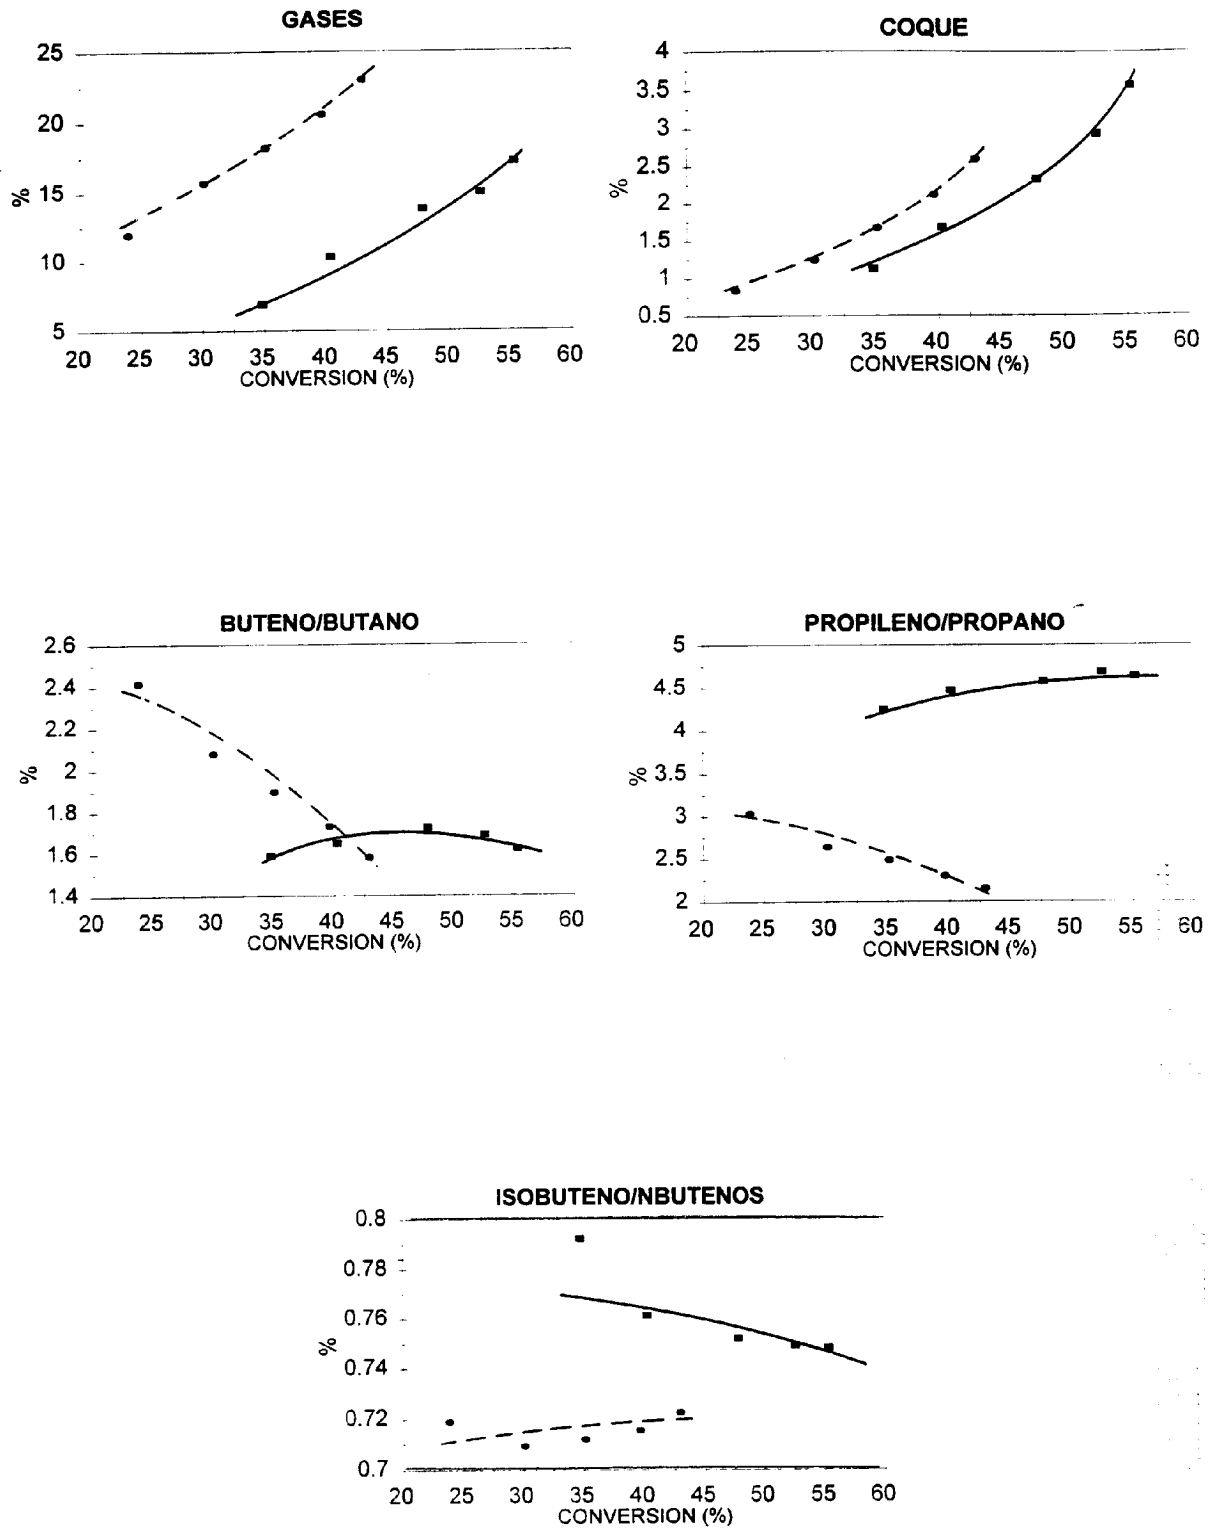 GASES
25
20
15
10
5
%
20 25 30 35 40 45 50 55 60
CONVERSION (%)
COQUE
4
3.5
3
2.5
2
1.5
1
0.5
%
20 25 30 35 40 45 50 55 60
CONVERSION (%)
BUTENO/BUTANO
2.6
2.4
2.2
2
1.8
1.6
1.4
%
20 25 30 35 40 45 50 55 60
CONVERSION (%)
PROPILENO/PROPANO
5
4.5
4
3.5
3
2.5
2
%
20 25 30 35 40 45 50 55 60
CONVERSION (%)
ISOBUTENO/NBUTENOS
0.8
0.78
0.76
0.74
0.72
0.7
%
20 25 30 35 40 45 50 55 60
CONVERSION (%)